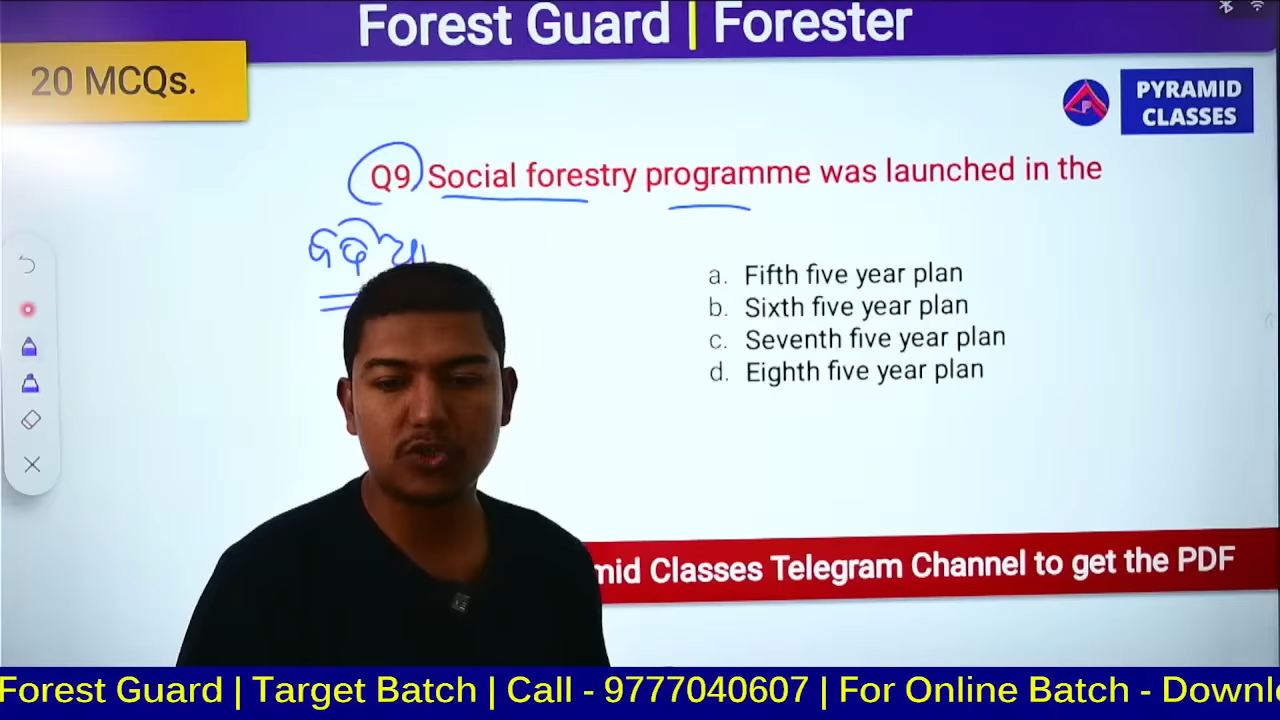 Forest Guard | Forester
20 MCQs.
PYRAMID
CLASSES
Q9 Social forestry programme was launched in the
a. Fifth five year plan
b. Sixth five year plan
c. Seventh five year plan
d. Eighth five year plan
mid Classes Telegram Channel to get the PDF
Forest Guard | Target Batch | Call - 9777040607 | For Online Batch - Downl